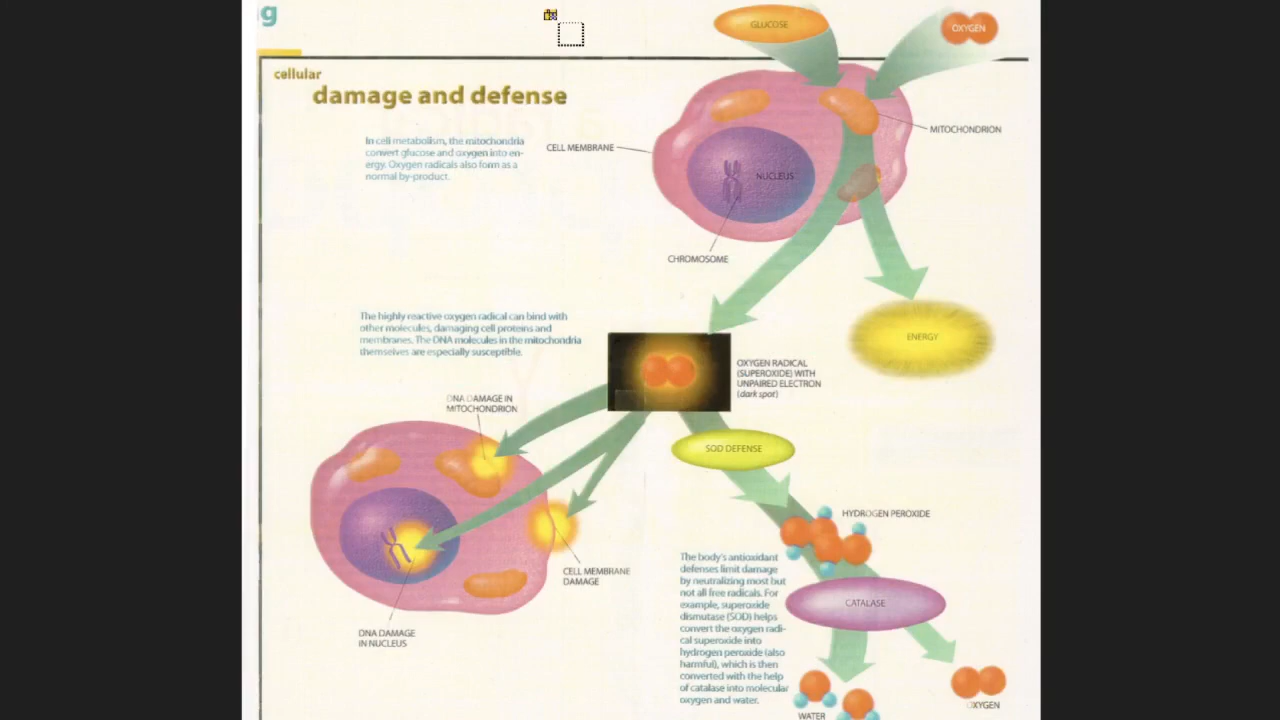 g
GLUCOSE
OXYGEN
cellular
damage and defense
In cell metabolism, the mitochondria
convert glucose and oxygen into en-
ergy. Oxygen radicals also form as a
normal by-product.
CELL MEMBRANE
MITOCHONDRION
NUCLEUS
CHROMOSOME
The highly reactive oxygen radical can bind with
other molecules, damaging cell proteins and
membranes. The DNA molecules in the mitochondria
themselves are especially susceptible.
ENERGY
OXYGEN RADICAL
(SUPEROXIDE) WITH
UNPAIRED ELECTRON
(dark spot)
DNA DAMAGE IN
MITOCHONDRION
SOD DEFENSE
HYDROGEN PEROXIDE
CELL MEMBRANE
DAMAGE
DNA DAMAGE
IN NUCLEUS
The body's antioxidant
defenses limit damage
by neutralizing most but
not all free radicals. For
example, superoxide
dismutase (SOD) helps
convert the oxygen radi-
cal superoxide into
hydrogen peroxide (also
harmful), which is then
converted with the help
of catalase into molecular
oxygen and water.
CATALASE
WATER
OXYGEN